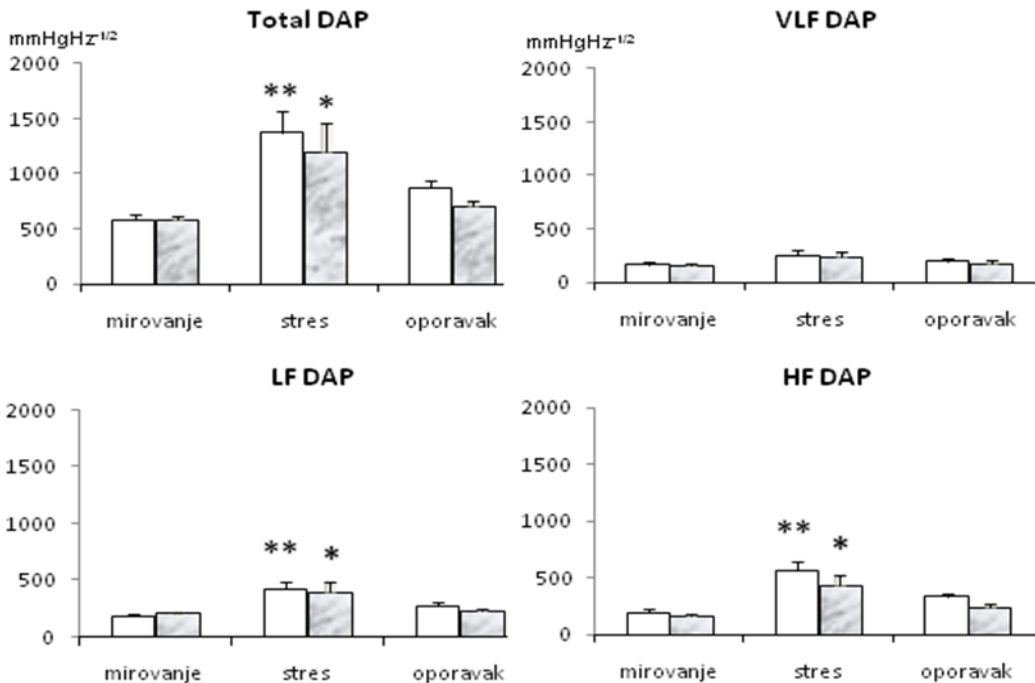 Total DAP
mmHgHz⁻¹/²
2000
1500
1000
500
0
** *
mirovanje stres oporavak
VLF DAP
mmHgHz⁻¹/²
2000
1500
1000
500
0
mirovanje stres oporavak
LF DAP
2000
1500
1000
500
0
** *
mirovanje stres oporavak
HF DAP
2000
1500
1000
500
0
** *
mirovanje stres oporavak